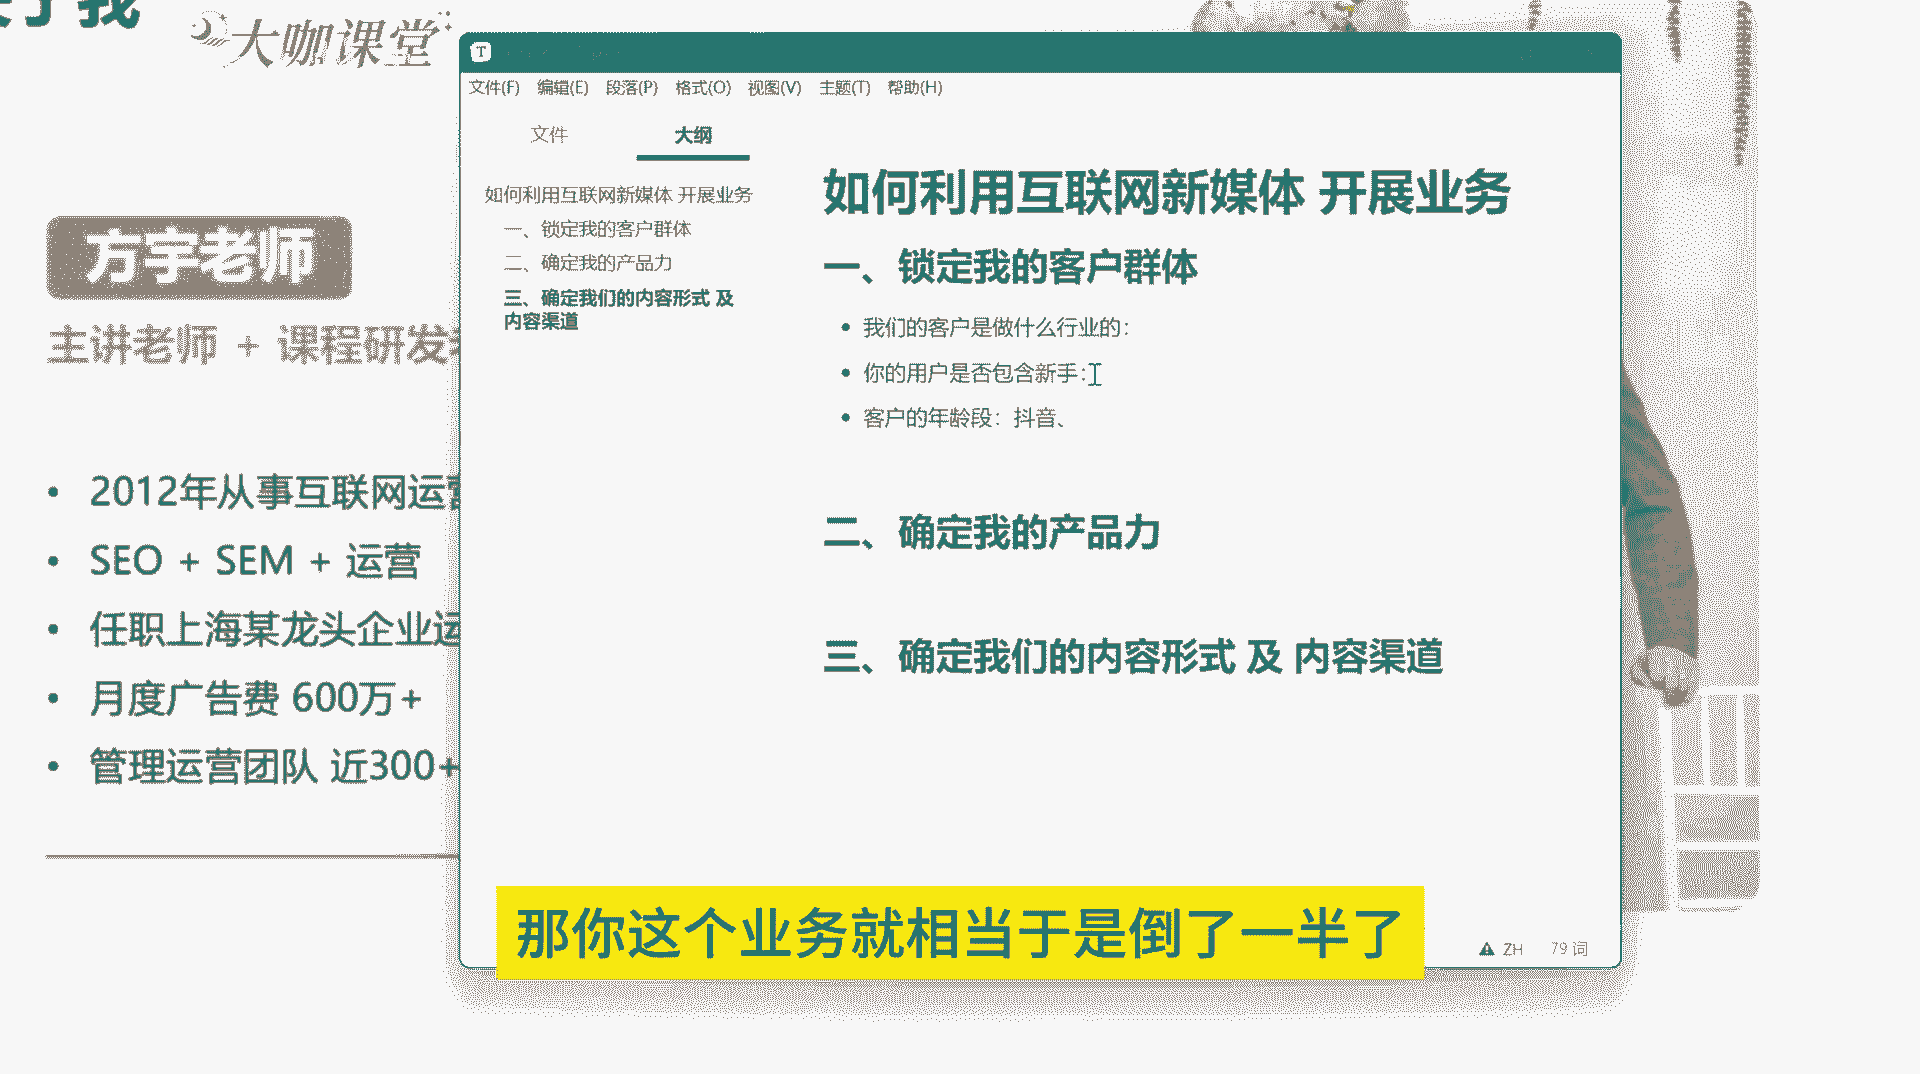 于我
大咖课堂
方宇老师
主讲老师 + 课程研发
2012年从事互联网运营
SEO + SEM + 运营
任职上海某龙头企业运
月度广告费 600万+
管理运营团队 近300+
T
文件(F) 编辑(E) 段落(P) 格式(O) 视图(V) 主题(T) 帮助(H)
文件 大纲
如何利用互联网新媒体 开展业务
一、锁定我的客户群体
二、确定我的产品力
三、确定我们的内容形式 及
内容渠道
如何利用互联网新媒体 开展业务
一、锁定我的客户群体
我们的客户是做什么行业的：
你的用户是否包含新手：
客户的年龄段：抖音、
二、确定我的产品力
三、确定我们的内容形式 及 内容渠道
那你这个业务就相当于是倒了一半了
ZH 79 词